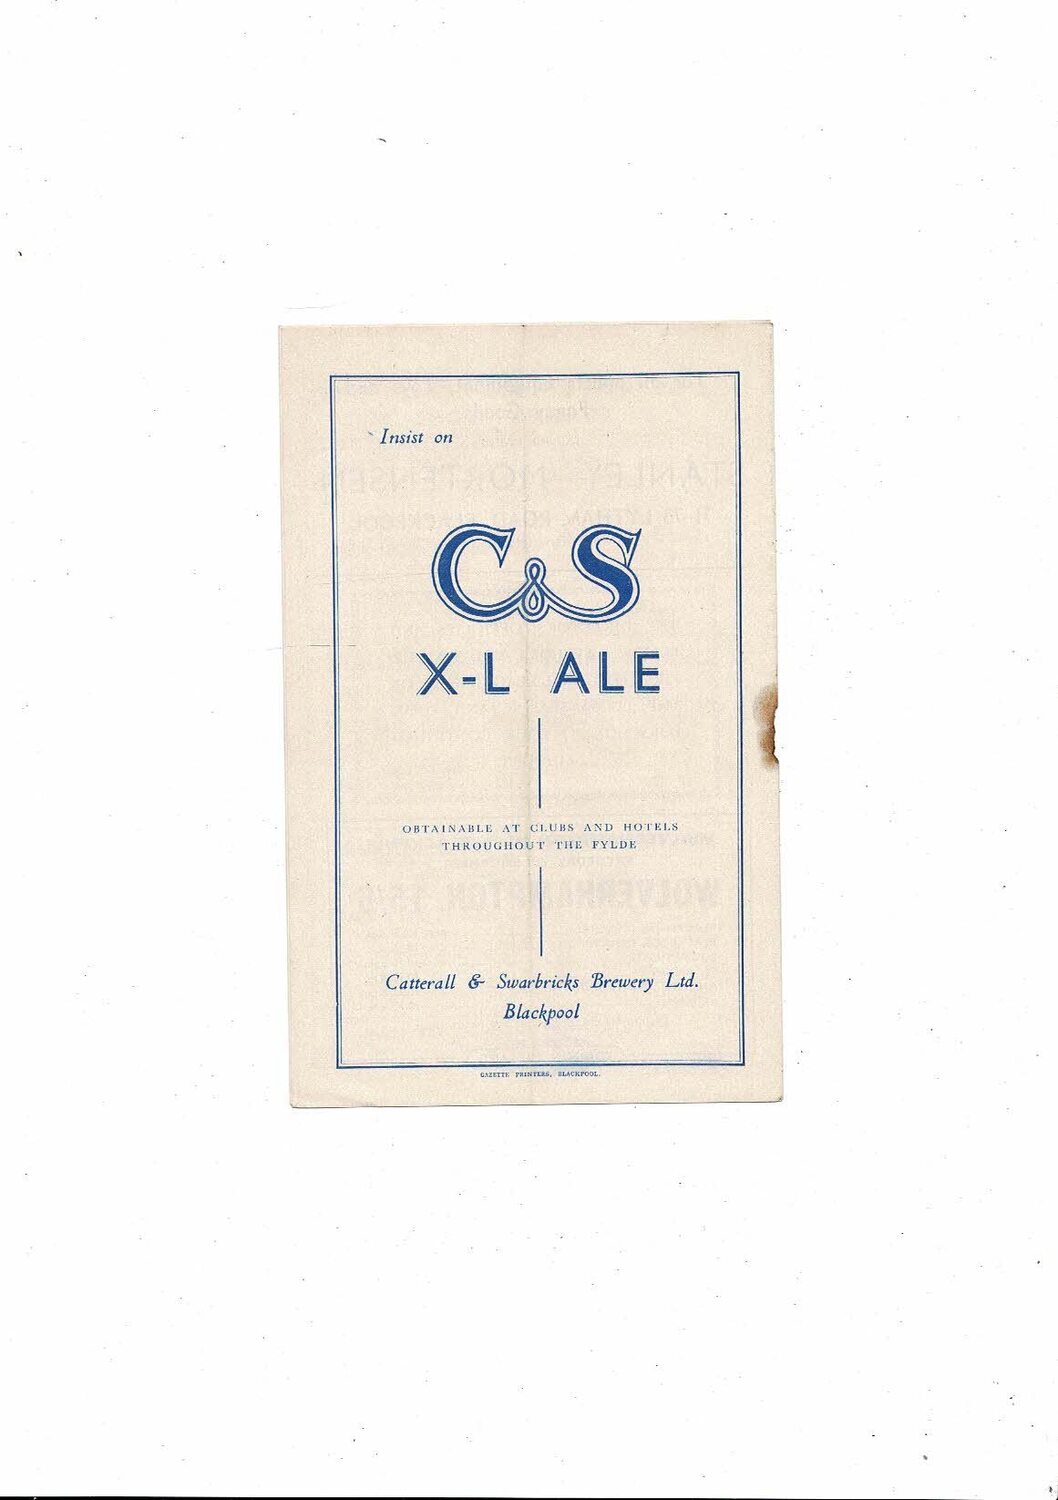 Insist on
C&S
X-L ALE
OBTAINABLE AT CLUBS AND HOTELS
THROUGHOUT THE FYLDE
Catterall & Swarbricks Brewery Ltd.
Blackpool
GAZETTE PRINTERS, BLACKPOOL.